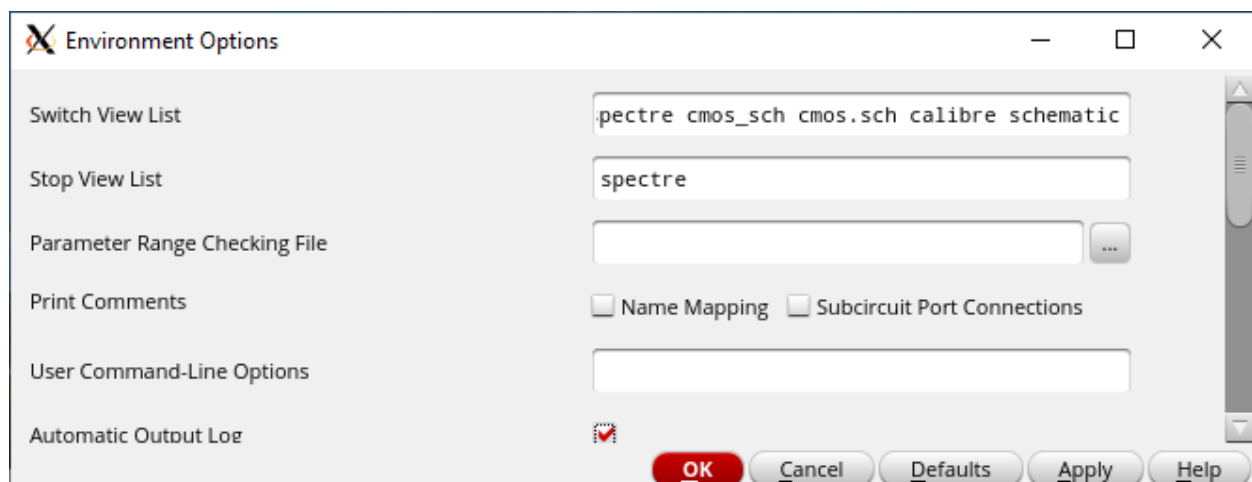 Environment Options
Switch View List
pectre cmos_sch cmos.sch calibre schematic
Stop View List
spectre
Parameter Range Checking File
...
Print Comments
Name Mapping Subcircuit Port Connections
User Command-Line Options
Automatic Output Log
OK Cancel Defaults Apply Help